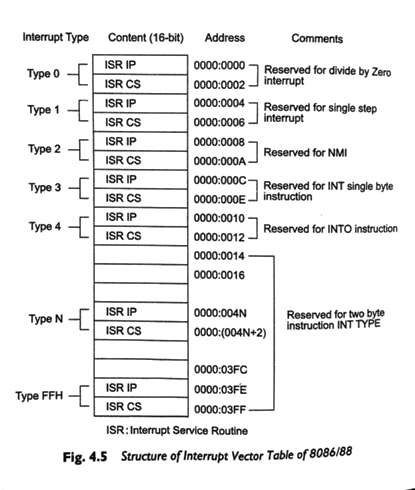 Interrupt Type Content (16-bit) Address Comments
Type 0 ISR IP 0000:0000 Reserved for divide by Zero
ISR CS 0000:0002 interrupt
Type 1 ISR IP 0000:0004 Reserved for single step
ISR CS 0000:0006 interrupt
Type 2 ISR IP 0000:0008 Reserved for NMI
ISR CS 0000:000A
Type 3 ISR IP 0000:000C Reserved for INT single byte
ISR CS 0000:000E instruction
Type 4 ISR IP 0000:0010 Reserved for INTO instruction
ISR CS 0000:0012
0000:0014
0000:0016
Type N ISR IP 0000:004N Reserved for two byte
ISR CS 0000:(004N+2) instruction INT TYPE
0000:03FC
Type FFH ISR IP 0000:03FE
ISR CS 0000:03FF
ISR : Interrupt Service Routine
Fig. 4.5 Structure of Interrupt Vector Table of 8086/88